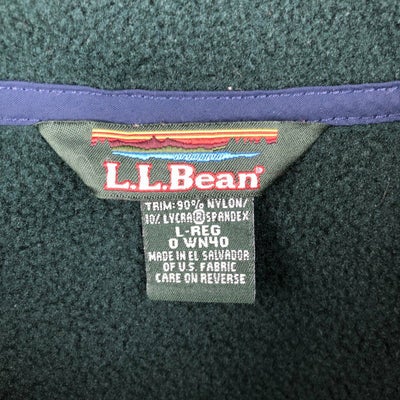 L.L.Bean®
TRIM: 90% NYLON/
10% LYCRA®SPANDEX
L-REG
0 WN40
MADE IN EL SALVADOR
OF U.S. FABRIC
CARE ON REVERSE